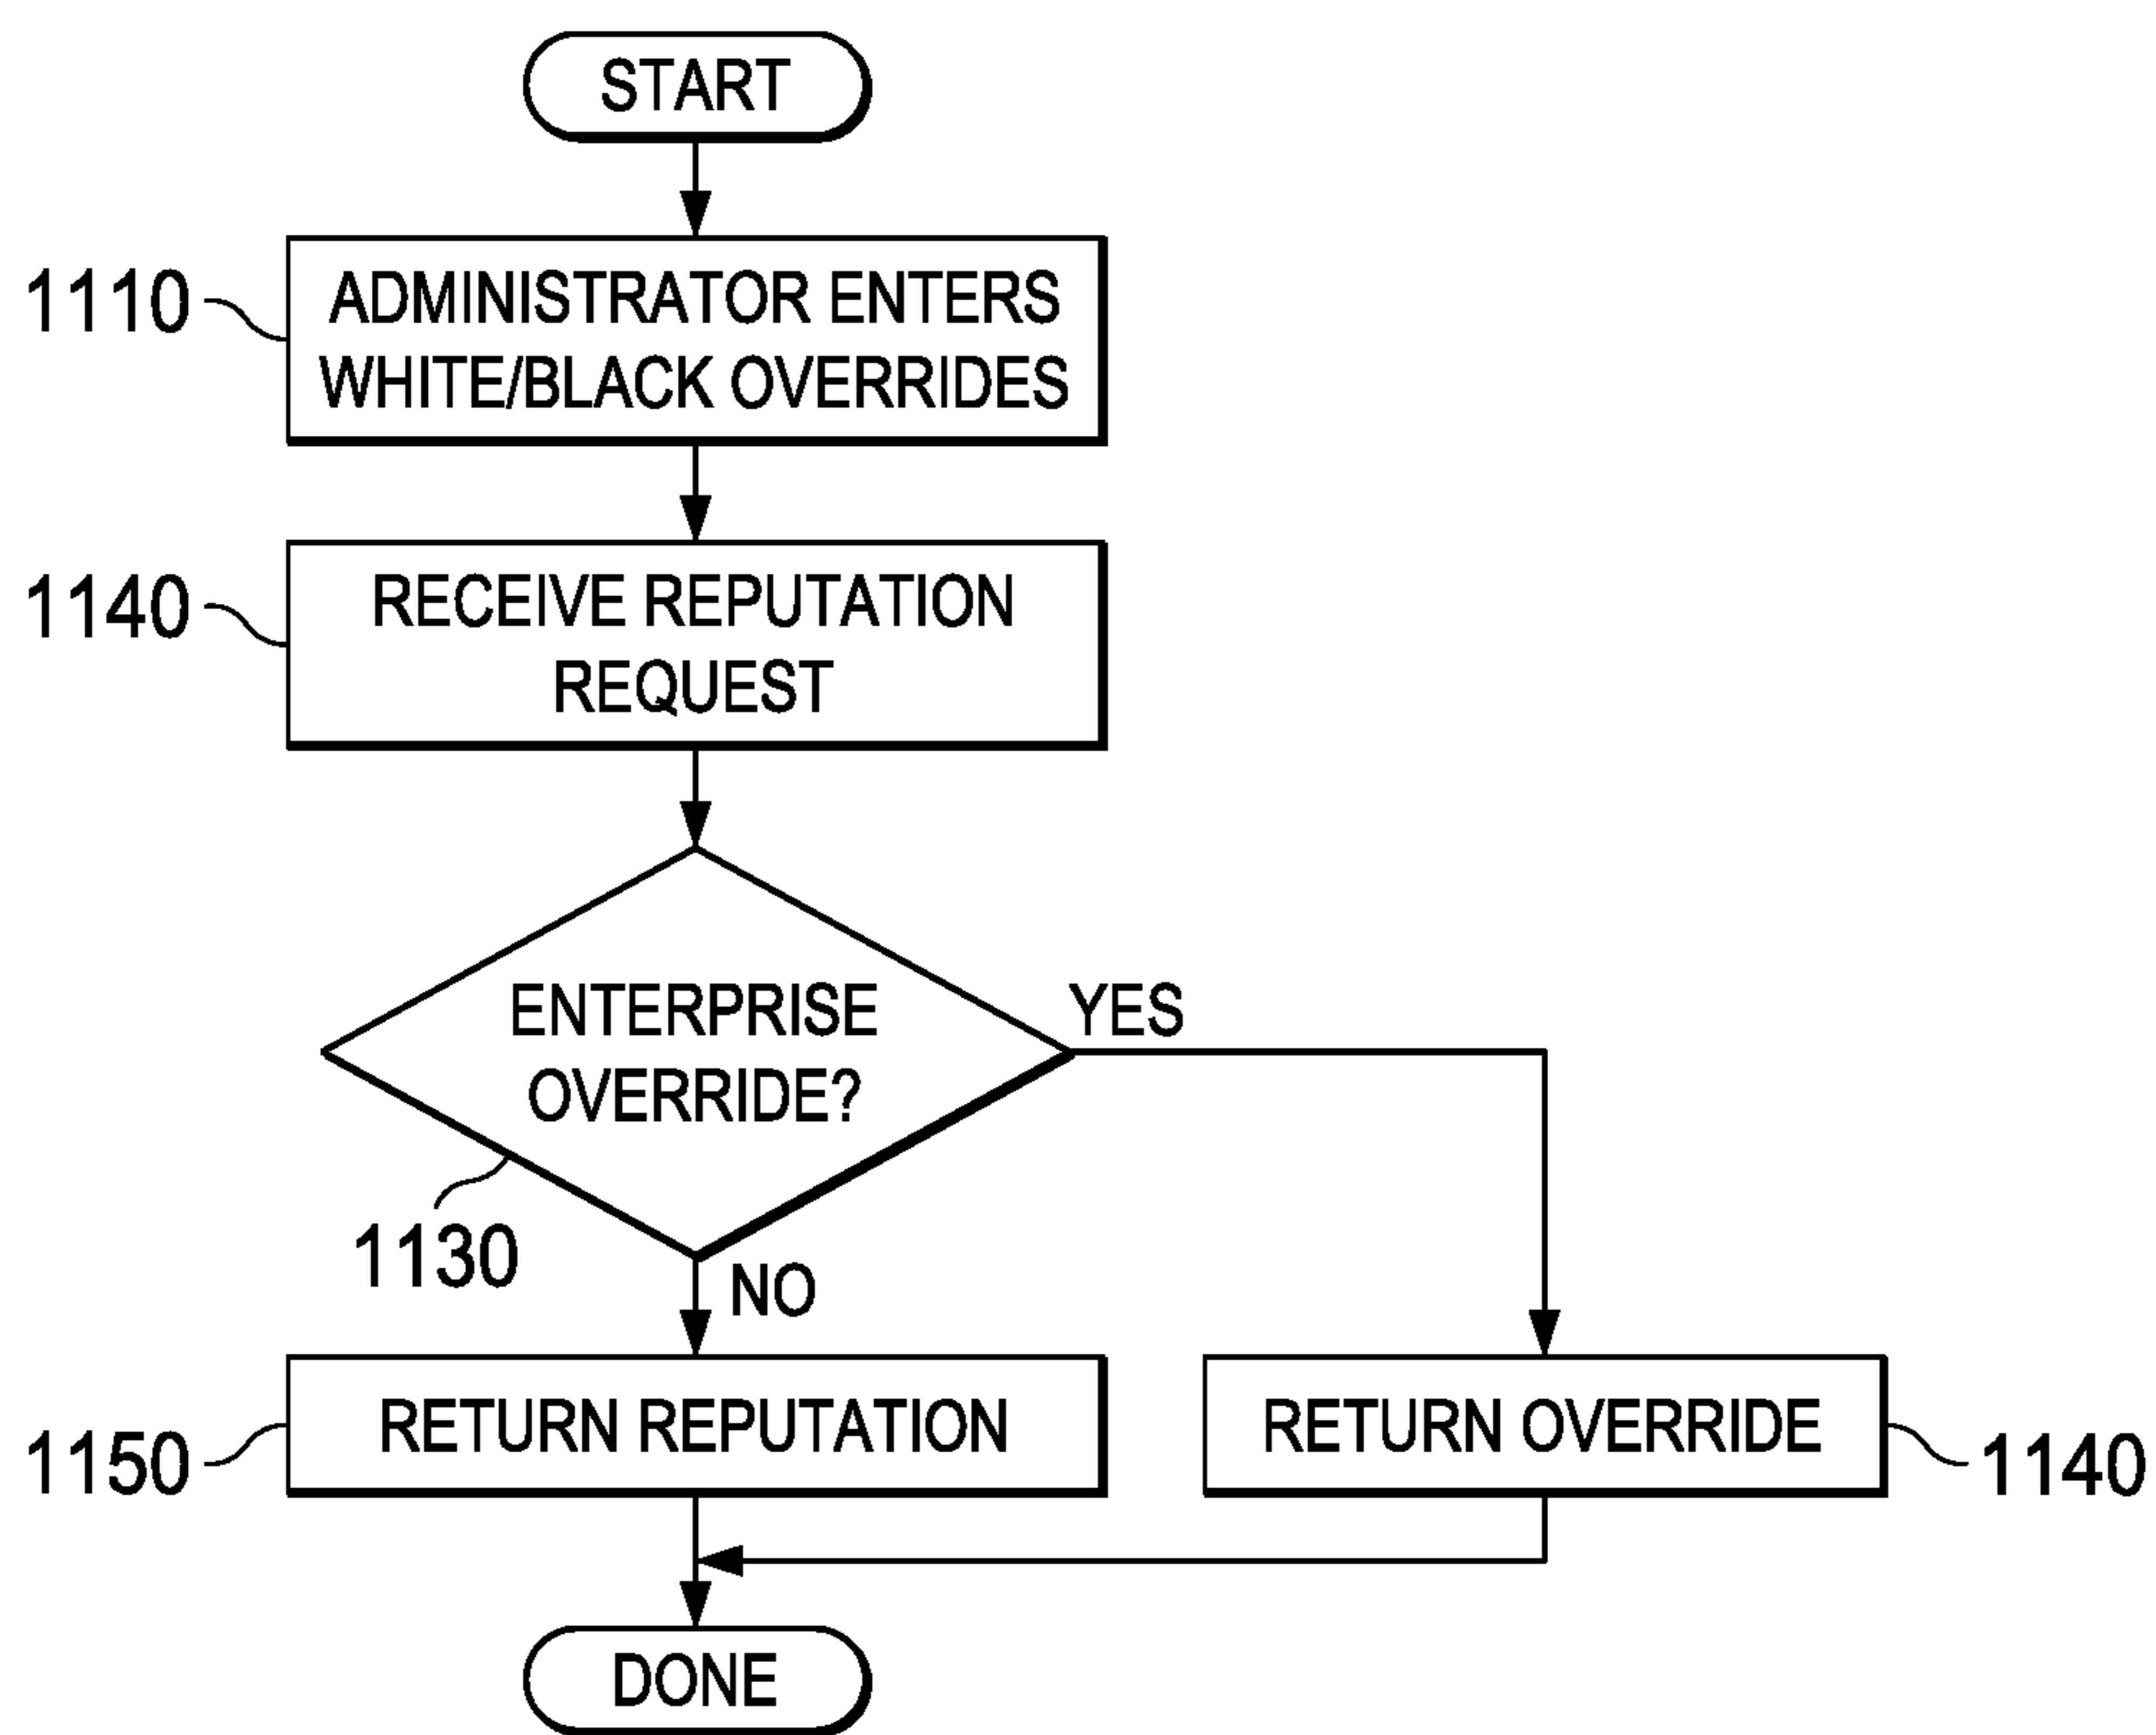 START
1110
ADMINISTRATOR ENTERS
WHITE/BLACK OVERRIDES
1140
RECEIVE REPUTATION
REQUEST
ENTERPRISE
OVERRIDE?
YES
1130
NO
1150
RETURN REPUTATION
RETURN OVERRIDE
1140
DONE